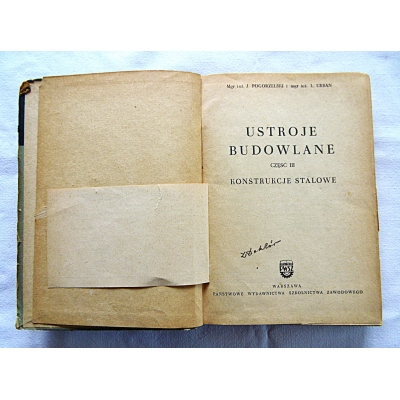 Mgr inż. J. POGORZELSKI i mgr inż. L. URBAN
USTROJE
BUDOWLANE
CZĘŚĆ III
KONSTRUKCJE STALOWE
WARSZAWA
PAŃSTWOWE WYDAWNICTWA SZKOLNICTWA ZAWODOWEGO